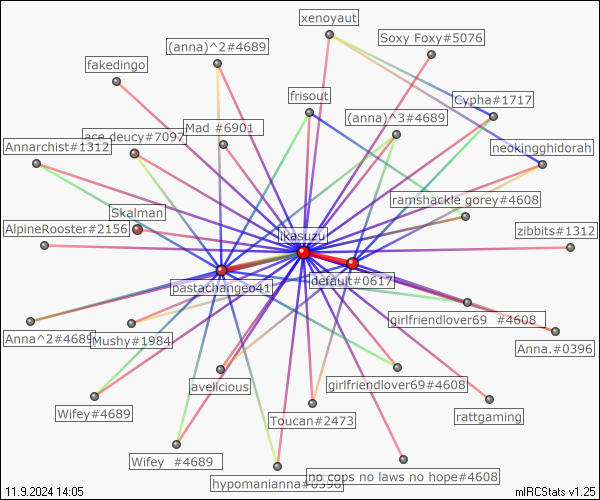 xenoyaut
Soxy Foxy#5076
(anna)^2#4689
fakedingo
frisout
Cypha#1717
(anna)^3#4689
Mad #6901
ace deucy#7097
Annarchist#1312
neokingghidorah
ramshackle gorey#4608
Skalman
AlpineRooster#2156
zibbits#1312
ikasuzu
default#0617
pastachangeo41
girlfriendlover69 #4608
Anna^2#4689
Mushy#1984
Anna.#0396
avelicious
girlfriendlover69#4608
Wifey#4689
Toucan#2473
rattgaming
Wifey #4689
hypomanianna#0396
no cops no laws no hope#4608
11.9.2024 14:05
mIRCStats v1.25